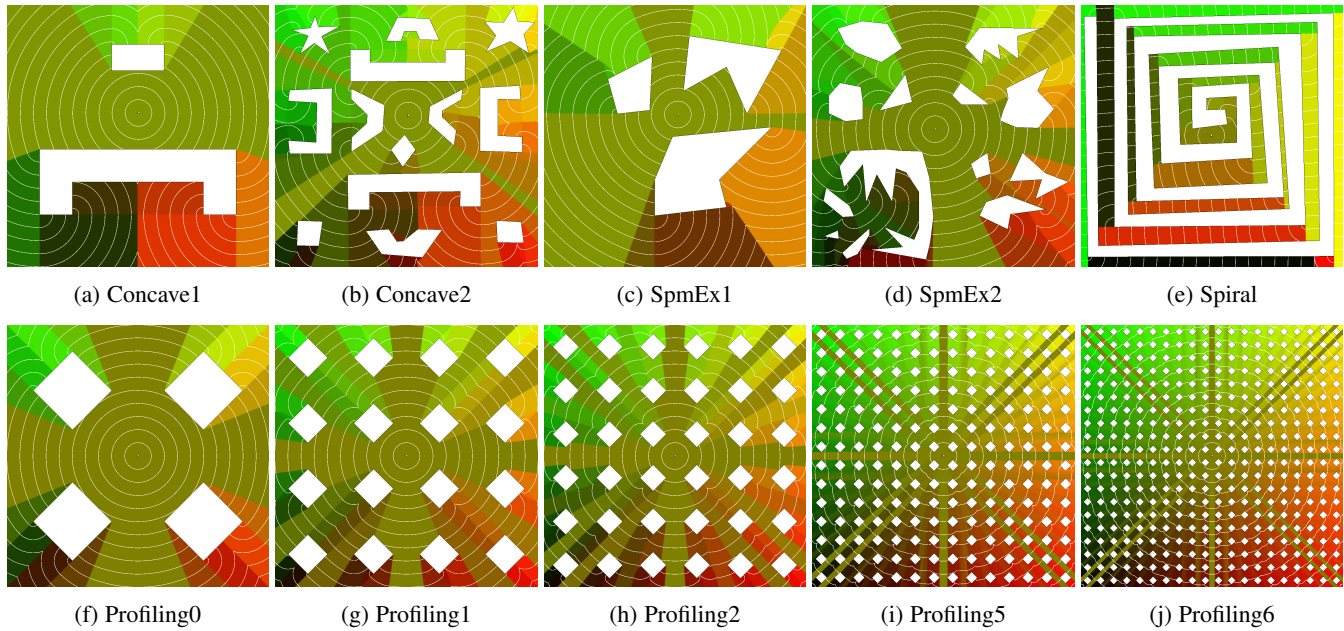 (a) Concave1
(b) Concave2
(c) SpmEx1
(d) SpmEx2
(e) Spiral
(f) Profiling0
(g) Profiling1
(h) Profiling2
(i) Profiling5
(j) Profiling6